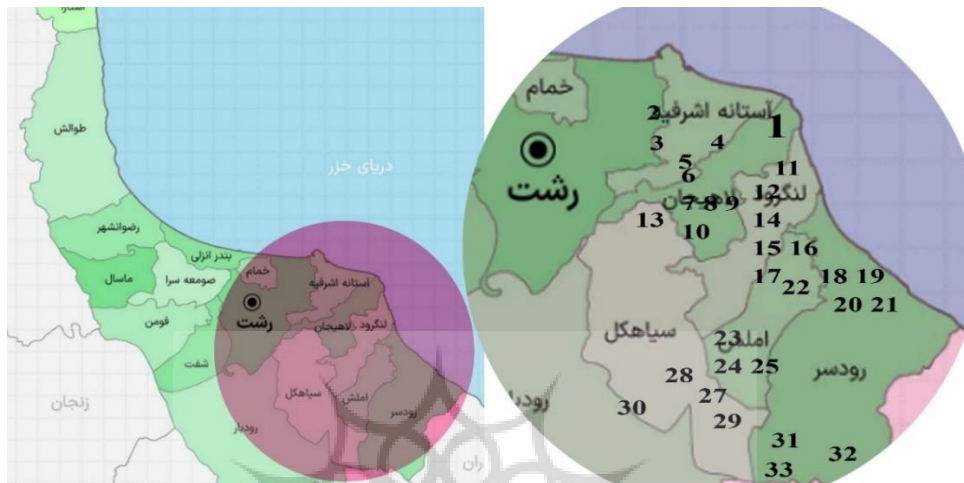 آستارا
طوالش
دریای خزر
رضوانشهر
بندر انزلی
ماسال
صومعه سرا
خمام
آستانه اشرفیه
رشت
فومن
لنگرود
لاهیجان
شفت
زنجان
سیاهکل
املش
رودسر
رودبار
ران
خمام
آستانه اشرفیه
رشت
لاهیجان
لنگرود
سیاهکل
املش
رودسر
رودبار
1
2
3
4
5
6
11
12
7
8
9
13
14
10
15
16
17
22
18
19
20
21
23
24
25
28
27
30
29
31
32
33